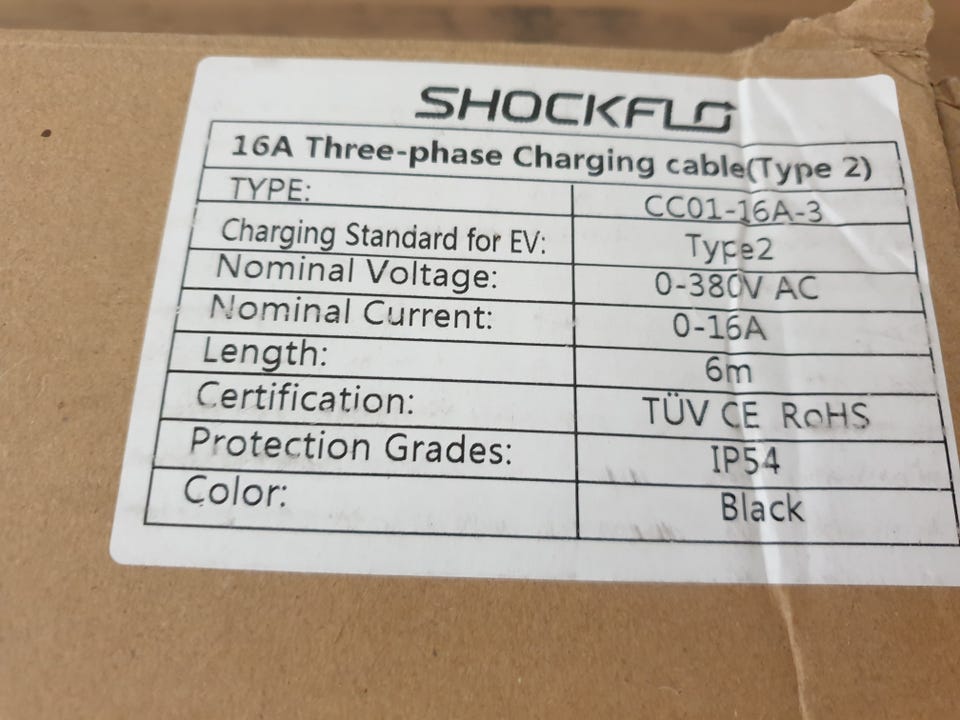 SHOCKFLO
16A Three-phase Charging cable(Type 2)
TYPE: CC01-16A-3
Charging Standard for EV: Type2
Nominal Voltage: 0-380V AC
Nominal Current: 0-16A
Length: 6m
Certification: TÜV CE RoHS
Protection Grades: IP54
Color: Black